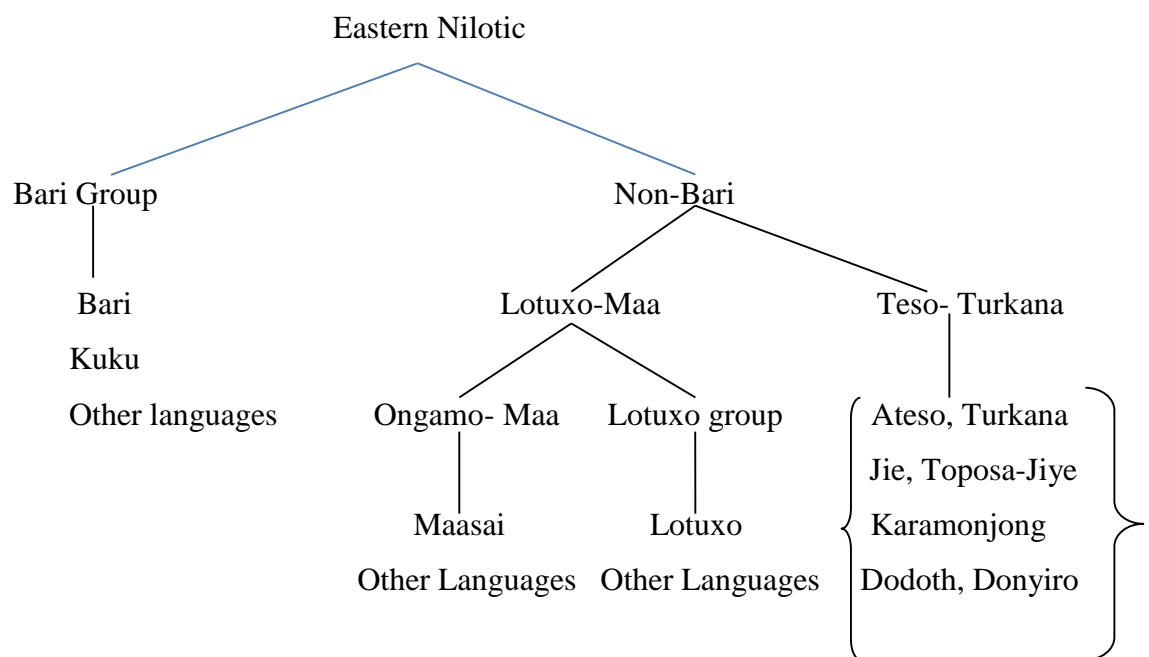 Eastern Nilotic
Bari Group
Non-Bari
Bari
Lotuxo-Maa
Teso- Turkana
Kuku
Other languages
Ongamo- Maa
Lotuxo group
Ateso, Turkana
Jie, Toposa-Jiye
Maasai
Lotuxo
Karamonjong
Other Languages
Other Languages
Dodoth, Donyiro